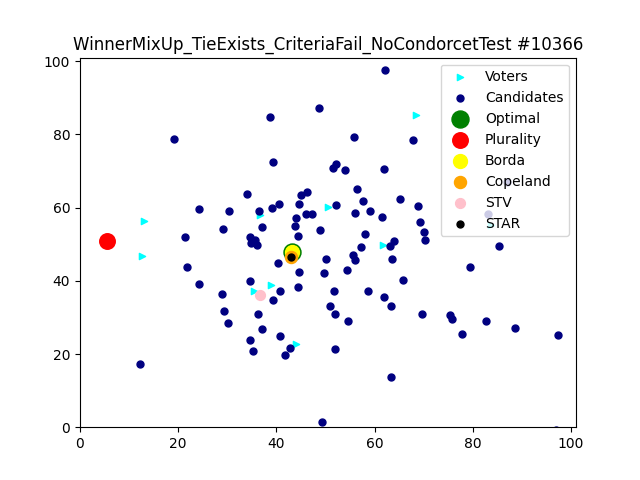 WinnerMixUp_TieExists_CriteriaFail_NoCondorcetTest #10366
100
80
60
40
20
0
0
20
40
60
80
100
Voters
Candidates
Optimal
Plurality
Borda
Copeland
STV
STAR